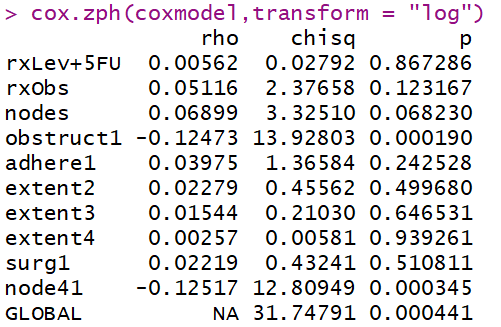 > cox.zph(coxmodel,transform = "log")
rho chisq p
rxLev+5FU 0.00562 0.02792 0.867286
rxObs 0.05116 2.37658 0.123167
nodes 0.06899 3.32510 0.068230
obstruct1 -0.12473 13.92803 0.000190
adhere1 0.03975 1.36584 0.242528
extent2 0.02279 0.45562 0.499680
extent3 0.01544 0.21030 0.646531
extent4 0.00257 0.00581 0.939261
surg1 0.02219 0.43241 0.510811
node41 -0.12517 12.80949 0.000345
GLOBAL NA 31.74791 0.000441